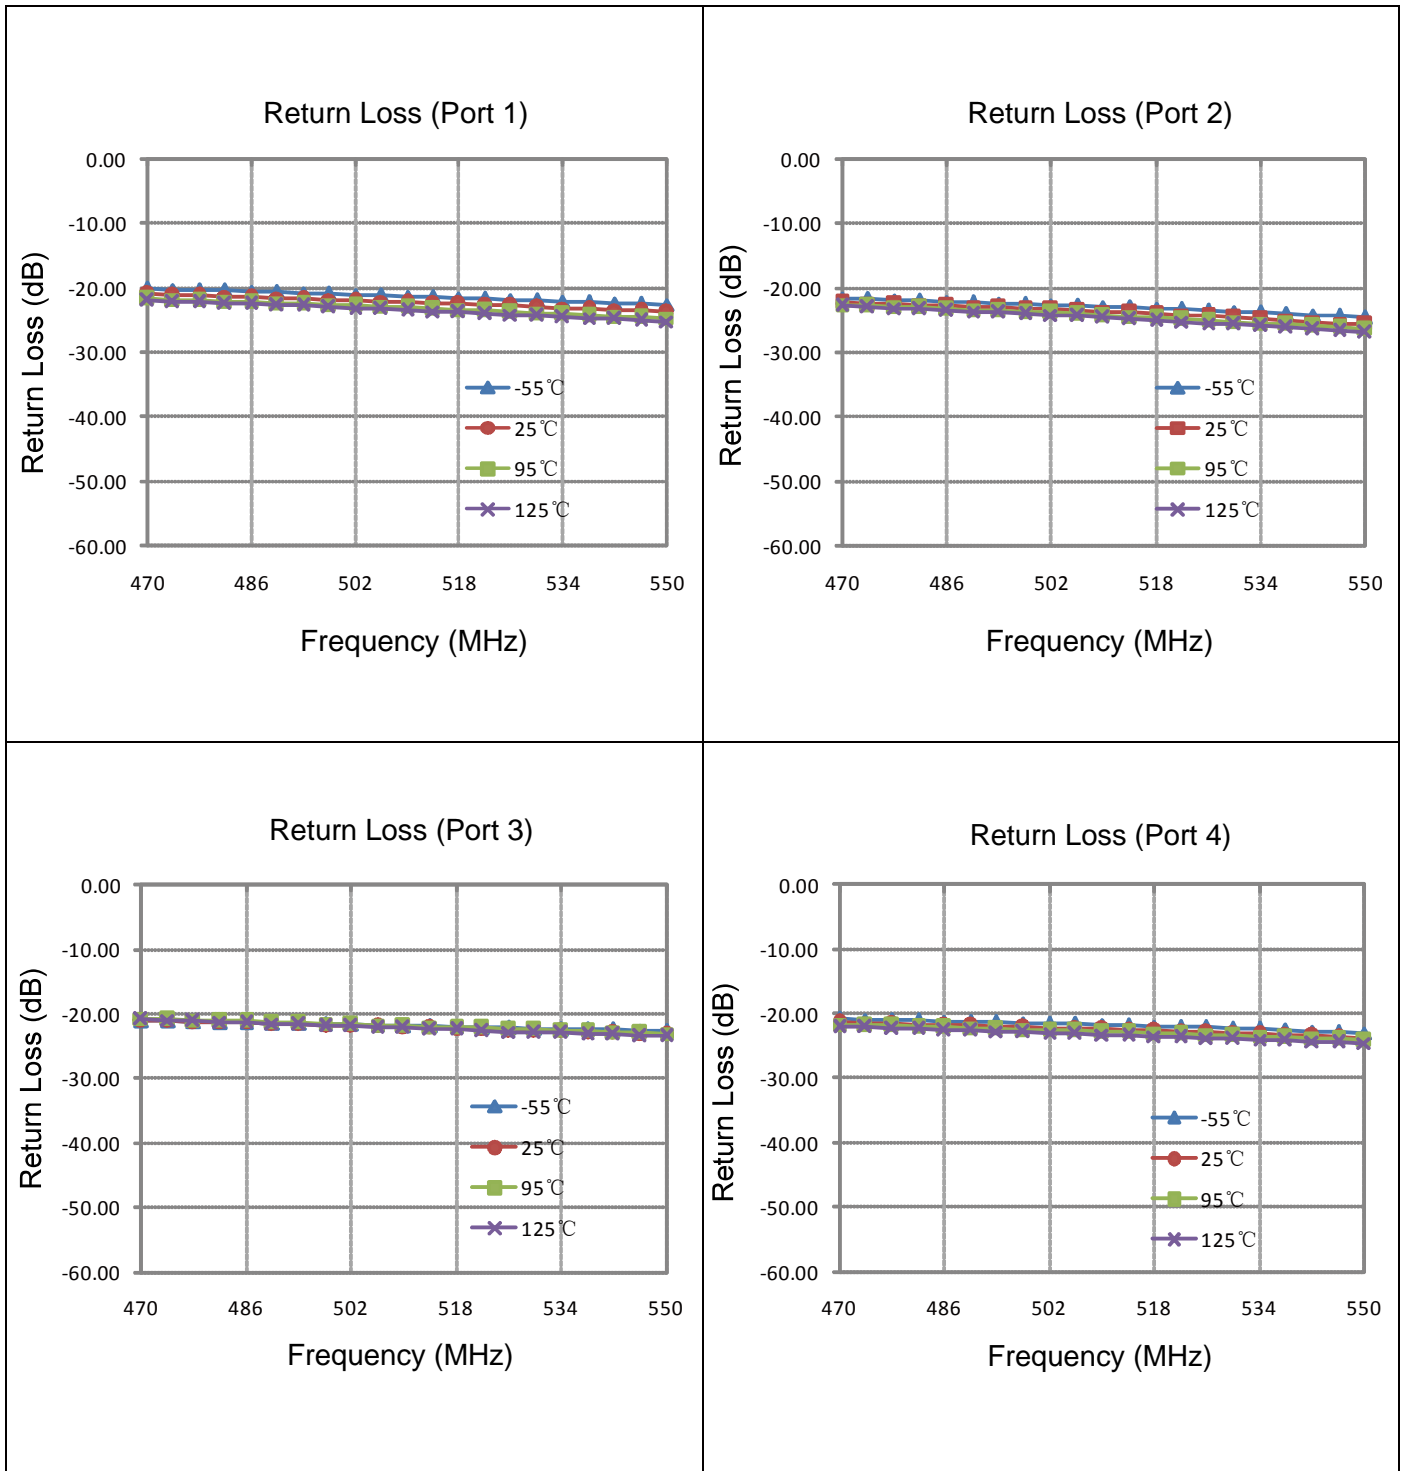 Return Loss (Port 1)
Return Loss (dB)
0.00
-10.00
-20.00
-30.00
-40.00
-50.00
-60.00
-55℃
25℃
95℃
125℃
470 486 502 518 534 550
Frequency (MHz)
Return Loss (Port 2)
Return Loss (dB)
0.00
-10.00
-20.00
-30.00
-40.00
-50.00
-60.00
-55℃
25℃
95℃
125℃
470 486 502 518 534 550
Frequency (MHz)
Return Loss (Port 3)
Return Loss (dB)
0.00
-10.00
-20.00
-30.00
-40.00
-50.00
-60.00
-55℃
25℃
95℃
125℃
470 486 502 518 534 550
Frequency (MHz)
Return Loss (Port 4)
Return Loss (dB)
0.00
-10.00
-20.00
-30.00
-40.00
-50.00
-60.00
-55℃
25℃
95℃
125℃
470 486 502 518 534 550
Frequency (MHz)